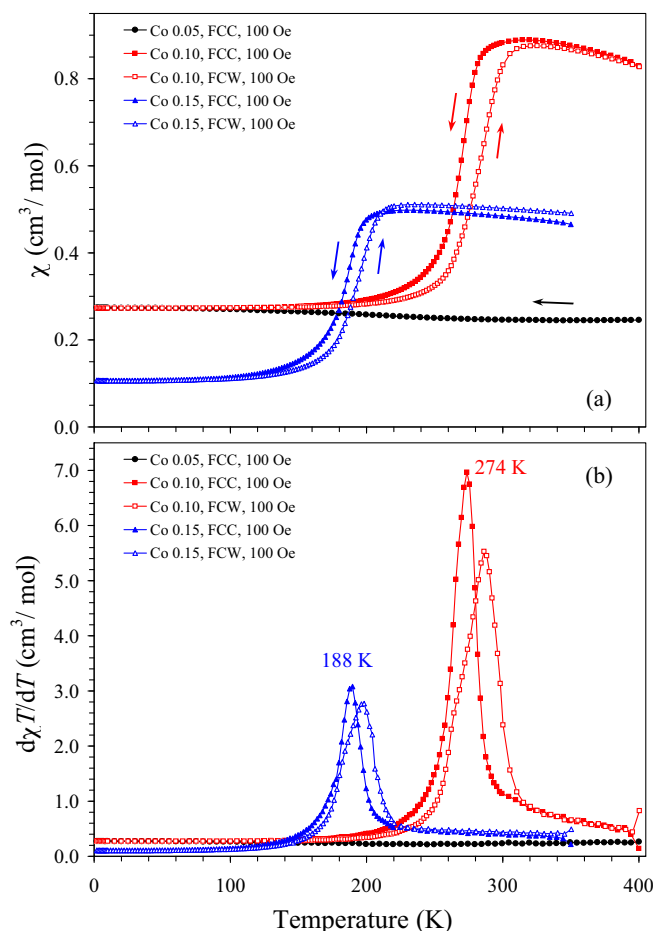 Co 0.05, FCC, 100 Oe
Co 0.10, FCC, 100 Oe
Co 0.10, FCW, 100 Oe
Co 0.15, FCC, 100 Oe
Co 0.15, FCW, 100 Oe
0.8
0.6
0.4
0.2
0.0
χ (cm³/ mol)
(a)
Co 0.05, FCC, 100 Oe
Co 0.10, FCC, 100 Oe
Co 0.10, FCW, 100 Oe
Co 0.15, FCC, 100 Oe
Co 0.15, FCW, 100 Oe
274 K
(b)
188 K
7.0
6.0
5.0
4.0
3.0
2.0
1.0
0.0
dχT/dT (cm³/ mol)
0 100 200 300 400
Temperature (K)